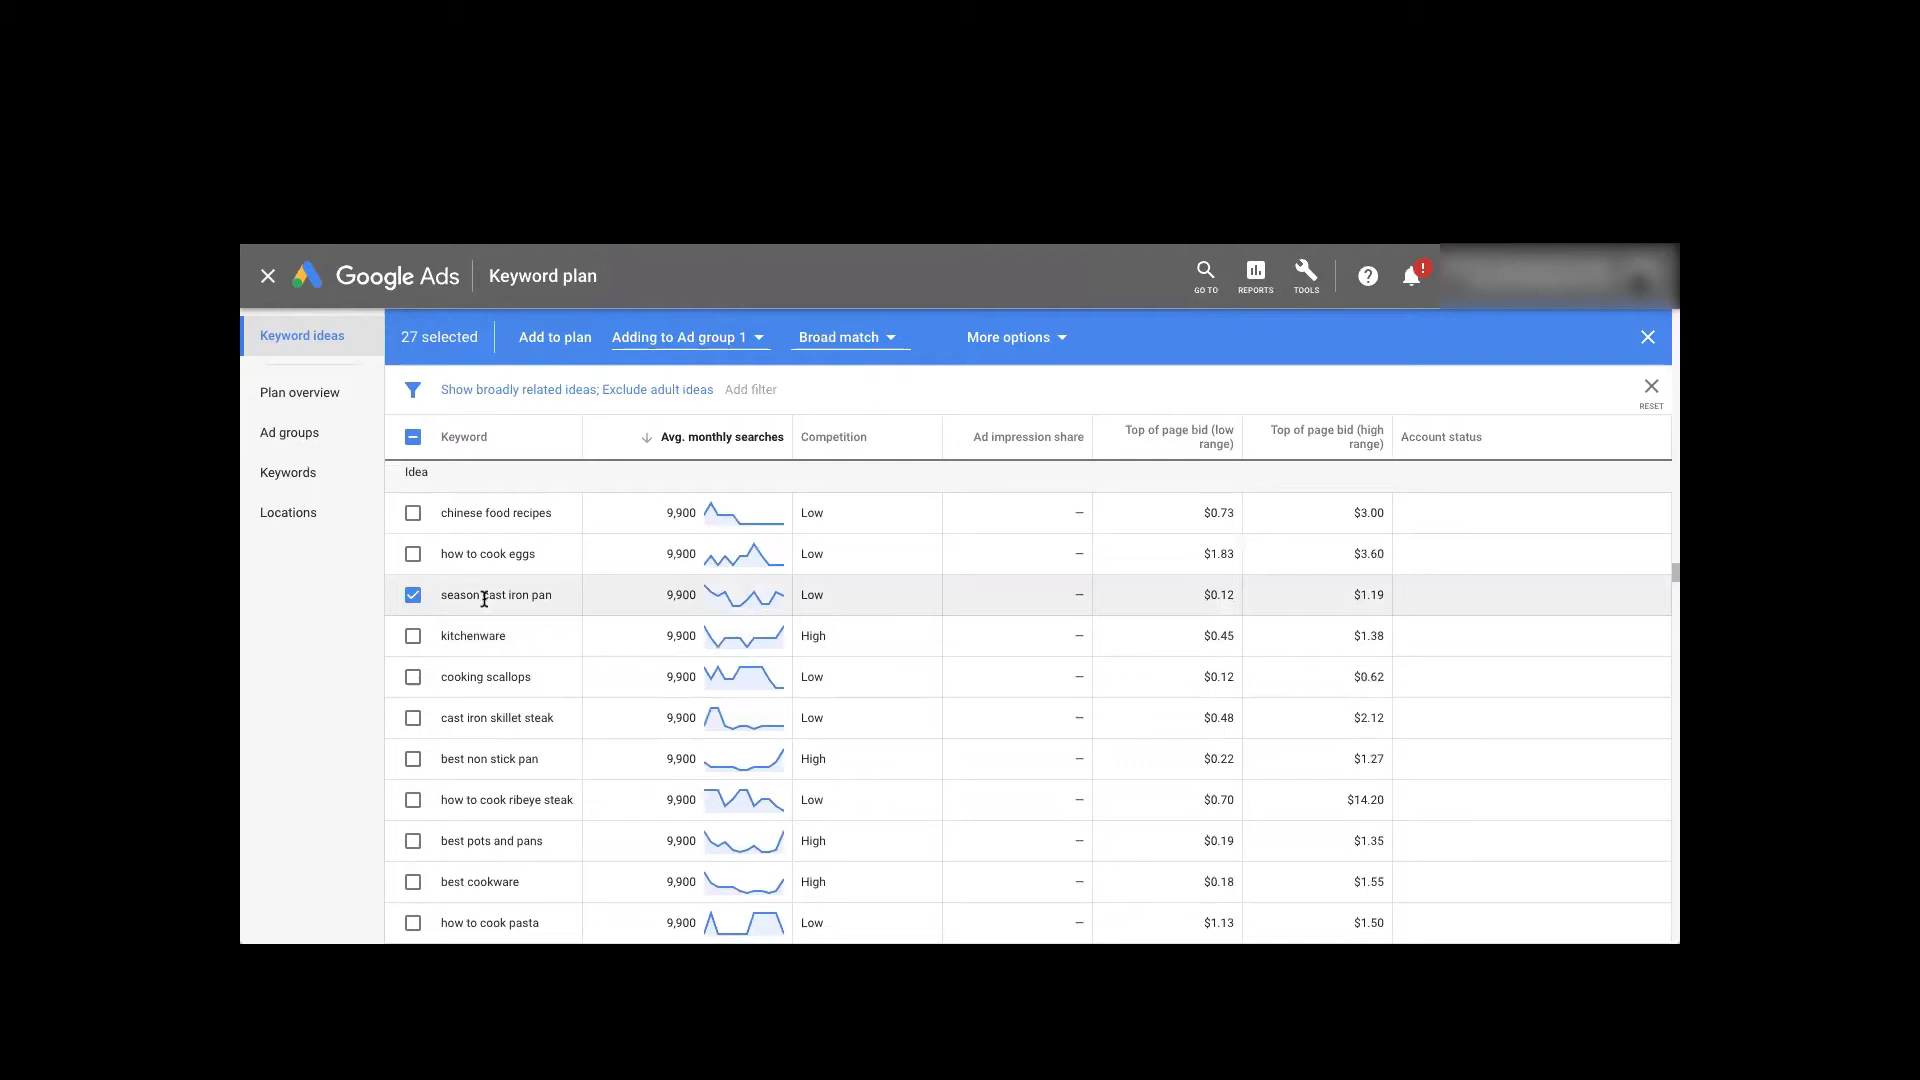 Google Ads Keyword plan GO TO REPORTS TOOLS ? !
Keyword ideas
Plan overview
Ad groups
Keywords
Locations
27 selected Add to plan Adding to Ad group 1 Broad match More options
Show broadly related ideas; Exclude adult ideas Add filter RESET
Keyword Avg. monthly searches Competition Ad impression share Top of page bid (low range) Top of page bid (high range) Account status
Idea
chinese food recipes 9,900 Low – $0.73 $3.00
how to cook eggs 9,900 Low – $1.83 $3.60
season cast iron pan 9,900 Low – $0.12 $1.19
kitchenware 9,900 High – $0.45 $1.38
cooking scallops 9,900 Low – $0.12 $0.62
cast iron skillet steak 9,900 Low – $0.48 $2.12
best non stick pan 9,900 High – $0.22 $1.27
how to cook ribeye steak 9,900 Low – $0.70 $14.20
best pots and pans 9,900 High – $0.19 $1.35
best cookware 9,900 High – $0.18 $1.55
how to cook pasta 9,900 Low – $1.13 $1.50